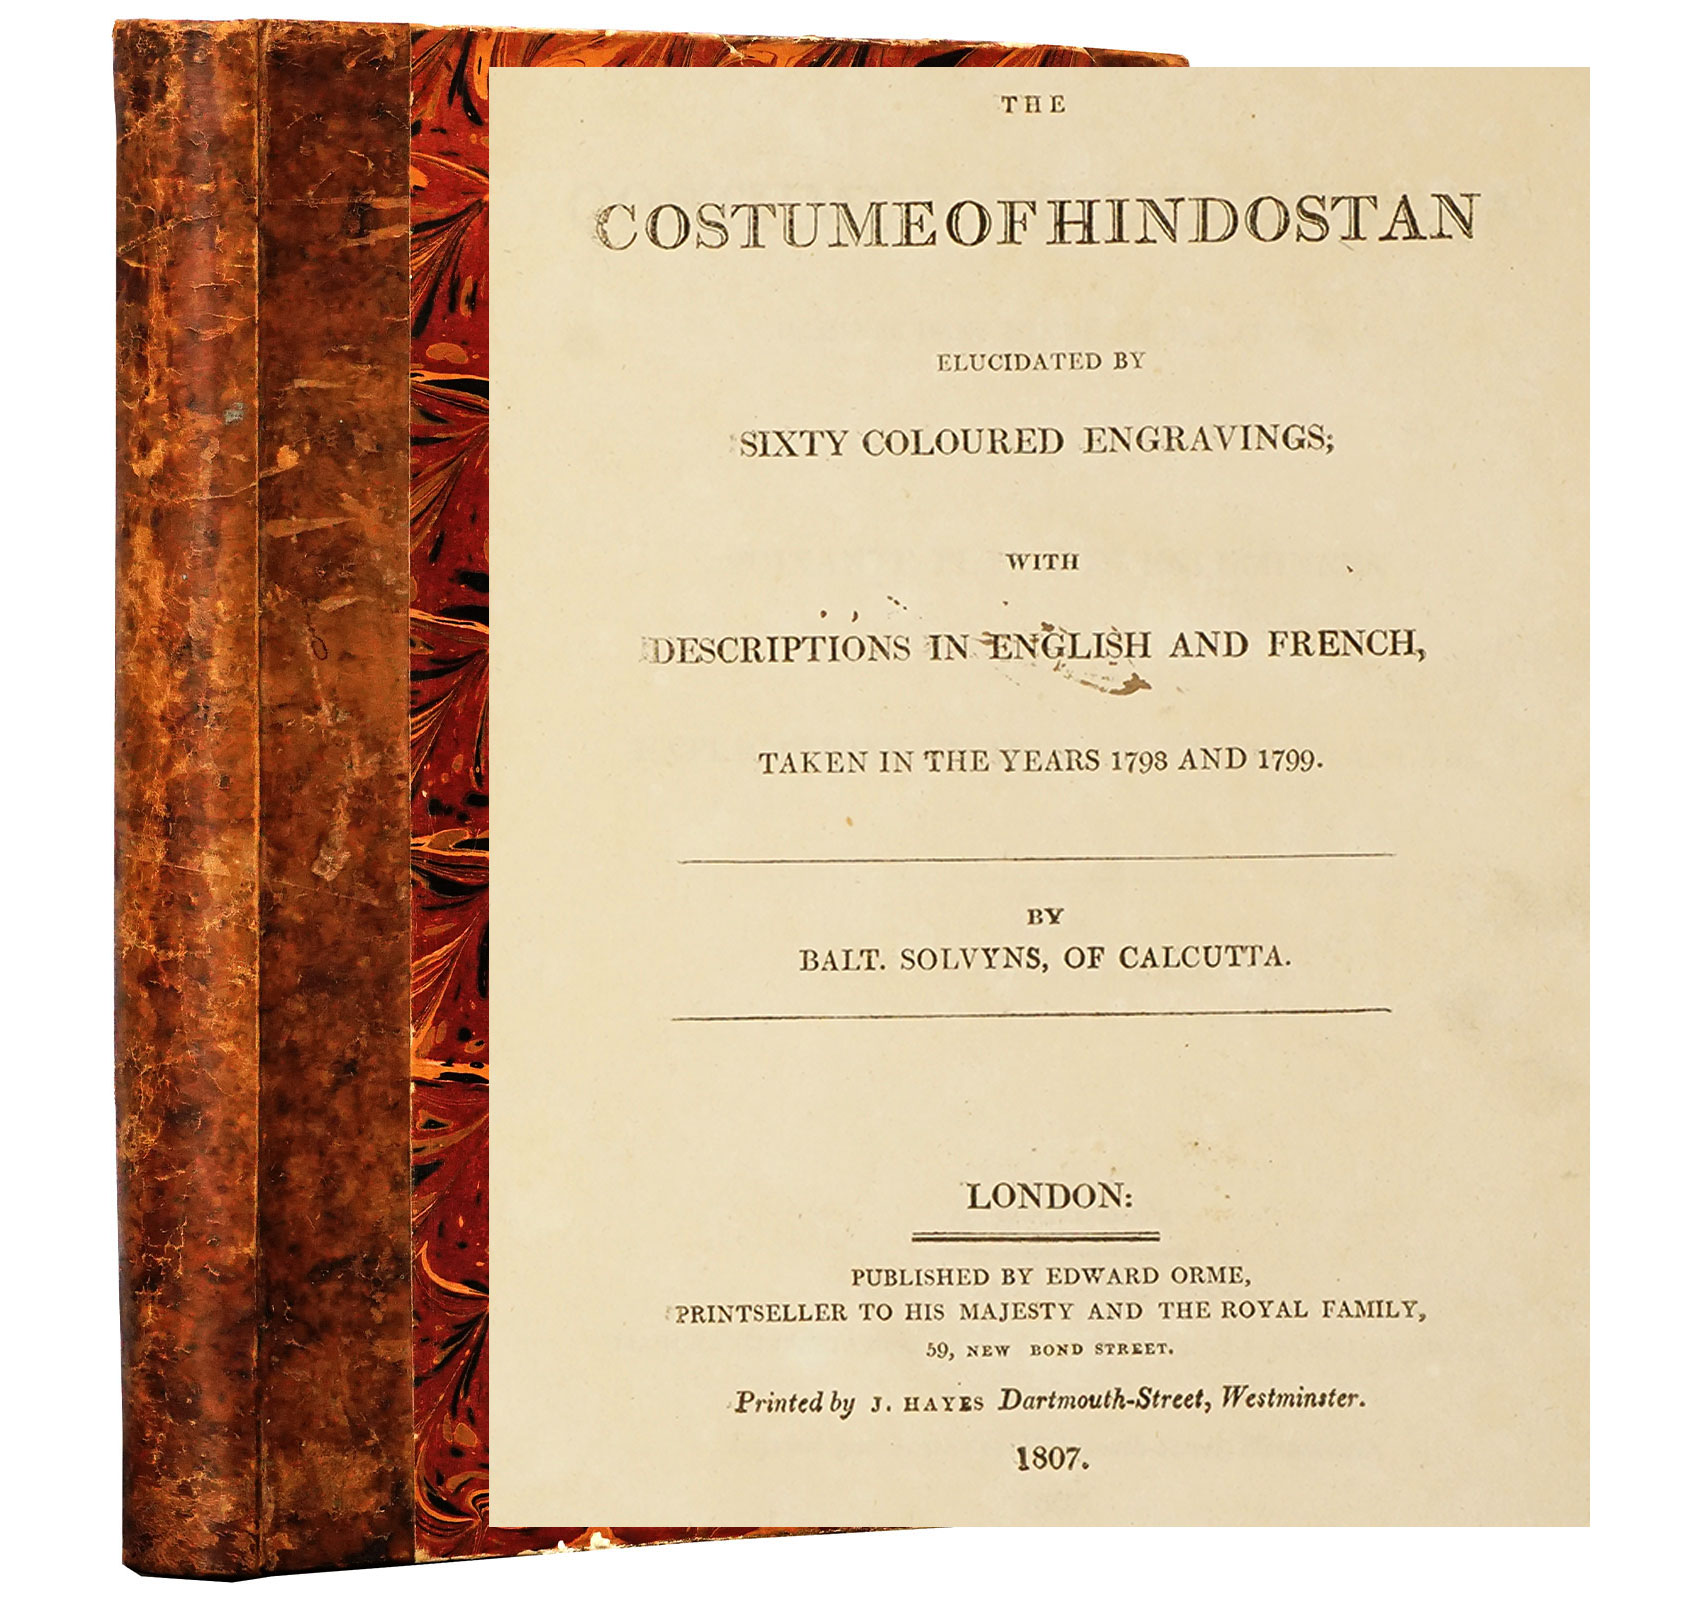 THE
COSTUME OF HINDOSTAN
ELUCIDATED BY
SIXTY COLOURED ENGRAVINGS;
WITH
DESCRIPTIONS IN ENGLISH AND FRENCH,
TAKEN IN THE YEARS 1798 AND 1799.
BY
BALT. SOLVYNS, OF CALCUTTA.
LONDON:
PUBLISHED BY EDWARD ORME,
PRINTSELLER TO HIS MAJESTY AND THE ROYAL FAMILY,
59, NEW BOND STREET.
Printed by J. HAYES Dartmouth-Street, Westminster.
1807.